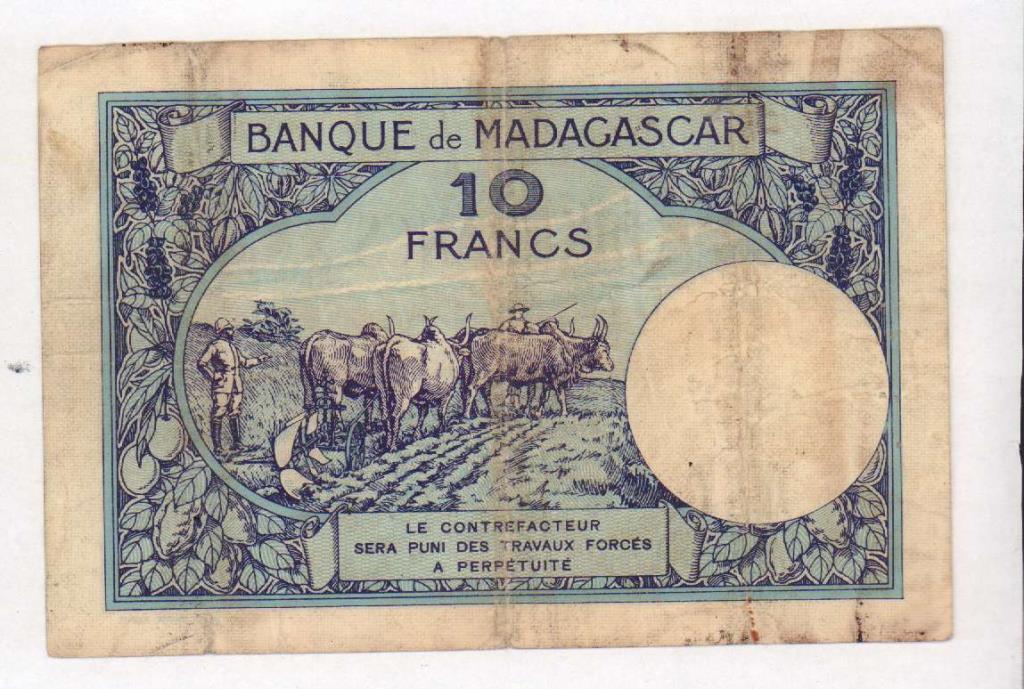 BANQUE de MADAGASCAR
10
FRANCS
LE CONTREFACTEUR
SERA PUNI DES TRAVAUX FORCÉS
A PERPÉTUITÉ